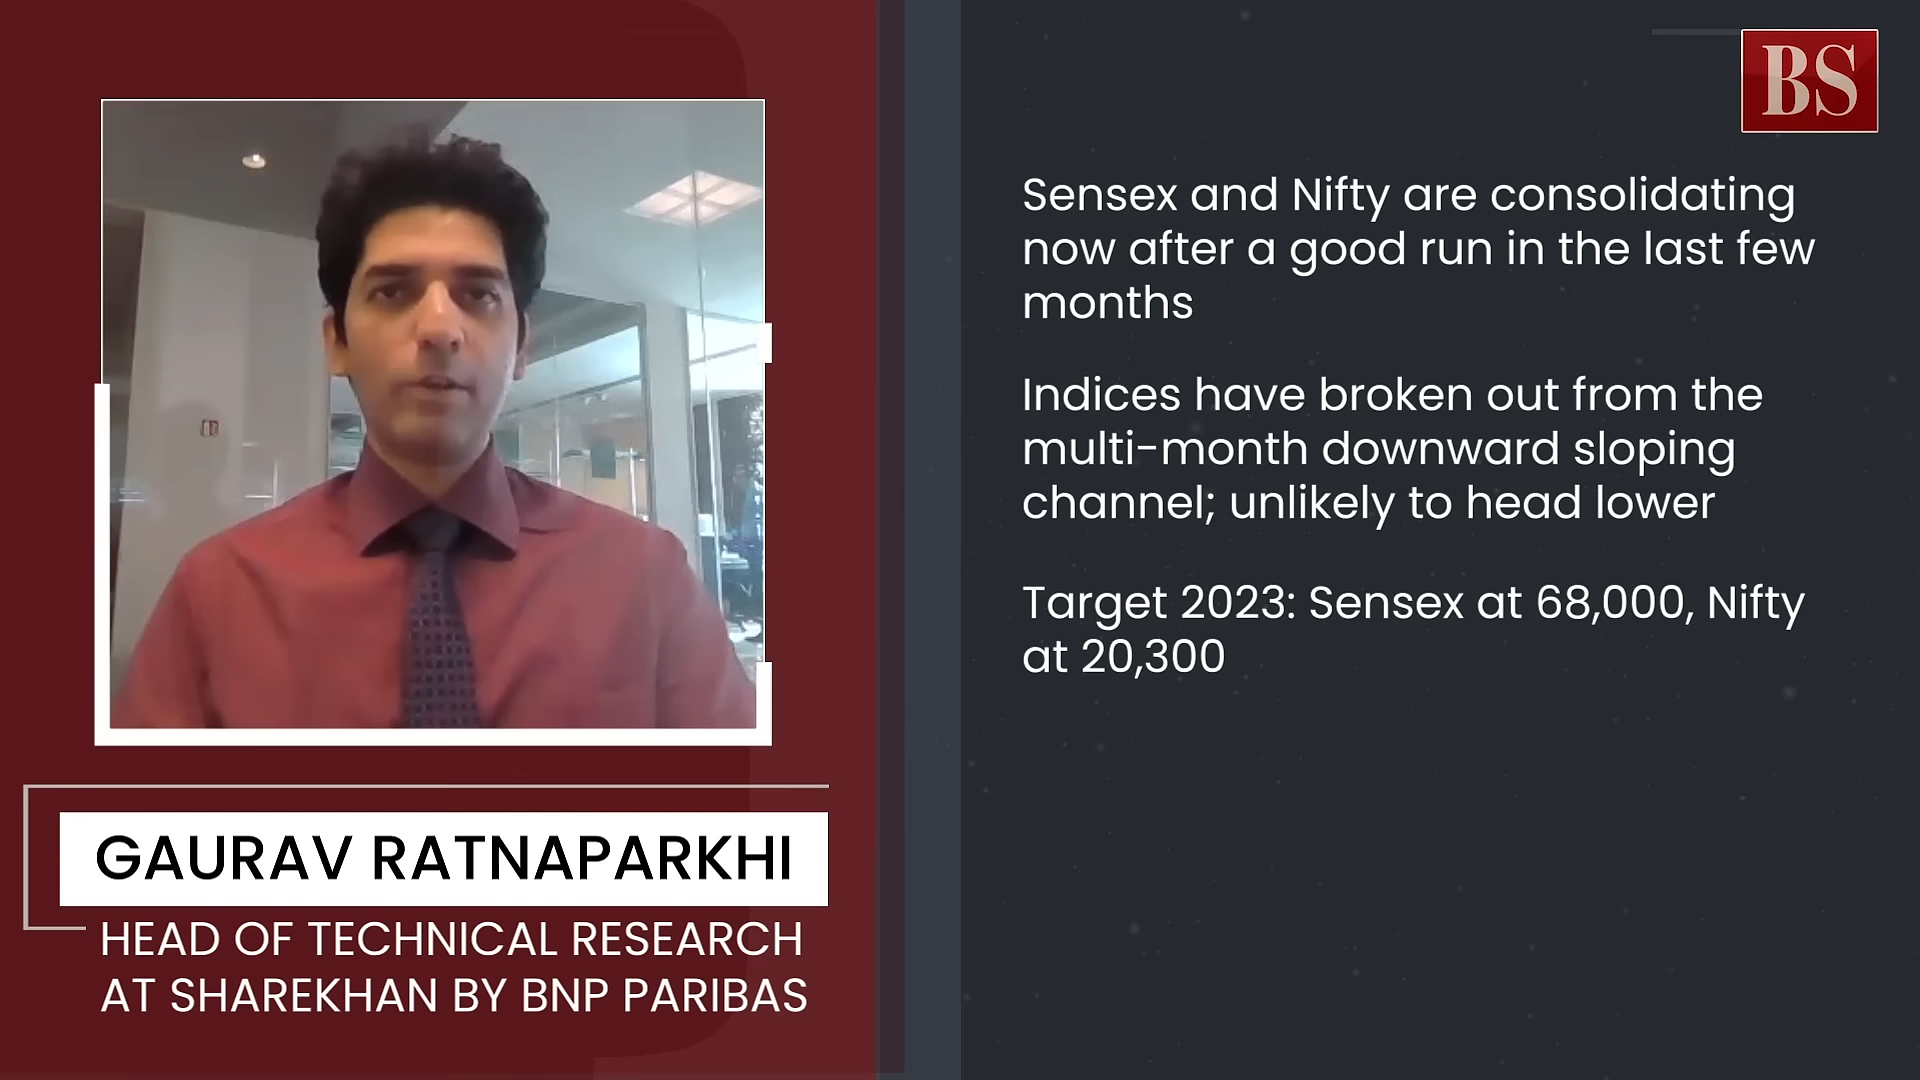 BS
Sensex and Nifty are consolidating
now after a good run in the last few
months
Indices have broken out from the
multi-month downward sloping
channel; unlikely to head lower
Target 2023: Sensex at 68,000, Nifty
at 20,300
GAURAV RATNAPARKHI
HEAD OF TECHNICAL RESEARCH
AT SHAREKHAN BY BNP PARIBAS